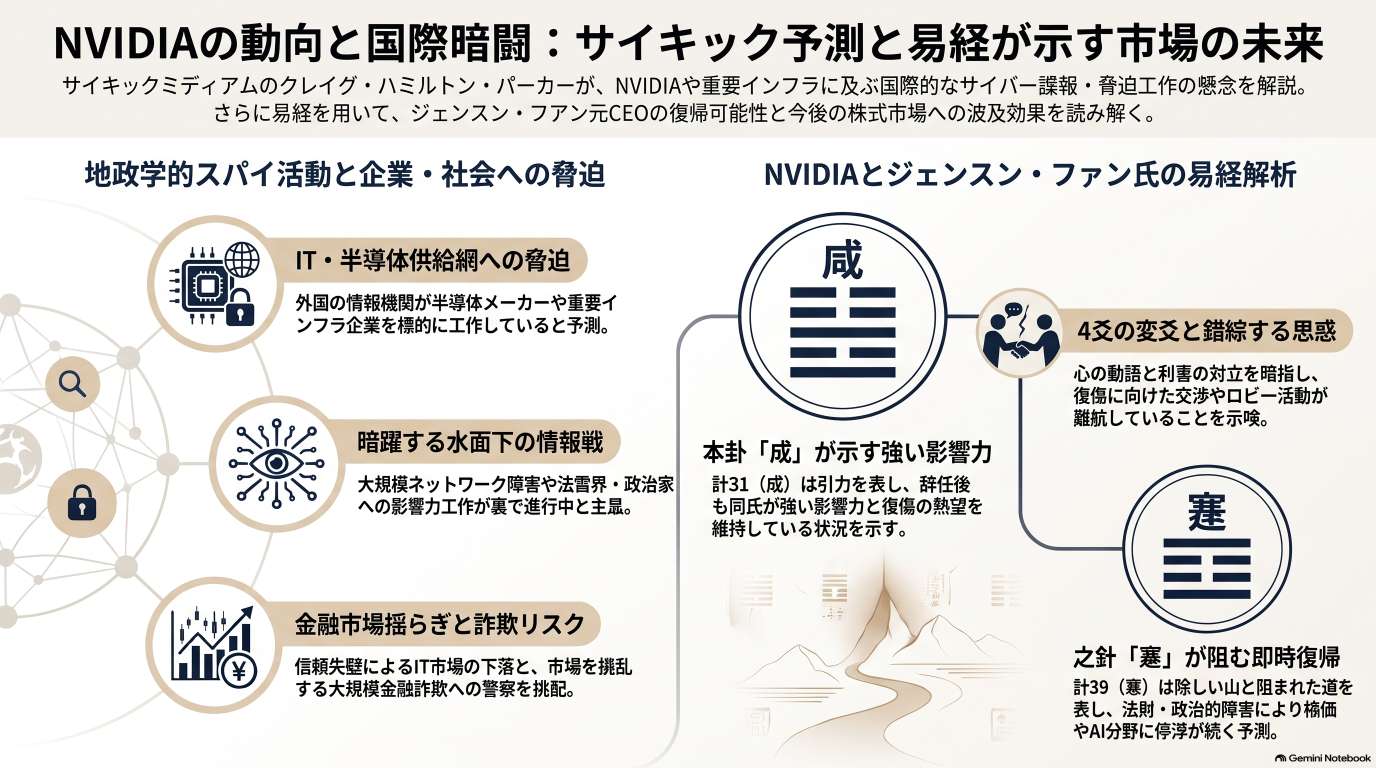 NVIDIAの動向と国際暗闘：サイキック予測と易経が示す市場の未来
サイキックミディアムのクレイグ・ハミルトン・パーカーが、NVIDIAや重要インフラに及ぶ国際的なサイバー諜報・脅迫工作の懸念を解説。
さらに易経を用いて、ジェンスン・フアン元CEOの復帰可能性と今後の株式市場への波及効果を読み解く。
地政学的スパイ活動と企業・社会への脅迫
IT・半導体供給網への脅迫
外国の情報機関が半導体メーカーや重要イ
ンフラ企業を標的に工作していると予測。
暗躍する水面下の情報戦
大規模ネットワーク障害や法雪界・政治家
への影響力工作が裏で進行中と主
金融市場揺らぎと詐欺リスク
信頼失墜によるIT市場の下落と、市場を
する大規模金融詐欺への警察を挑配。
NVIDIAとジェンスン・ファン氏の易経解析
咸
本卦「成」が示す強い影響力
計31（成）は引力を表し、辞任後
も同氏が強い影響力と復傷の熱望を
維持している状況を示す。
4爻の変爻と錯綜する思惑
心の動語と利害の対立を暗指し、
復傷に向けた交渉やロビー活動が
難航していることを示
之針「蹇」が阻む即時復帰
計39（蹇）は除しい山と阻まれた道を
表し、法財・政治的障害により
やAI分野に停滓が続く予測。
Gemini Notebook